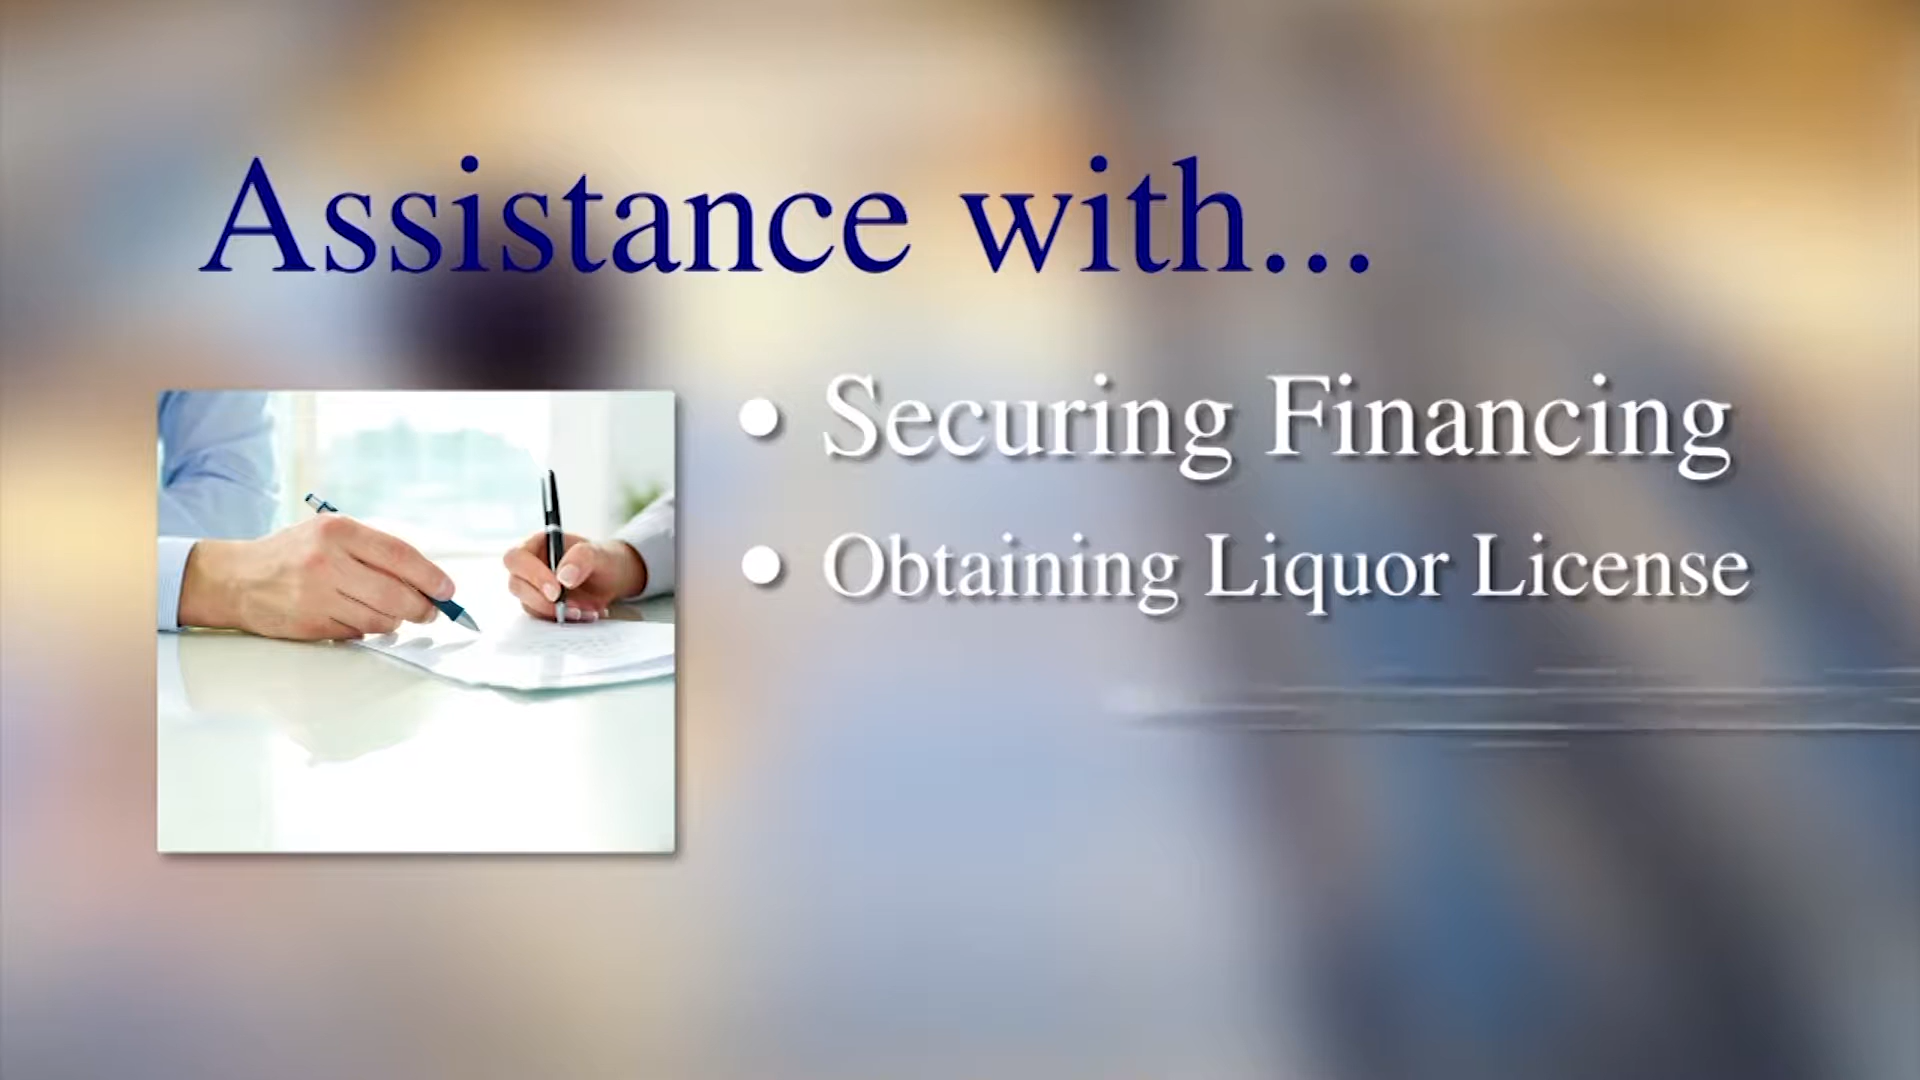 Assistance with...
• Securing Financing
• Obtaining Liquor License